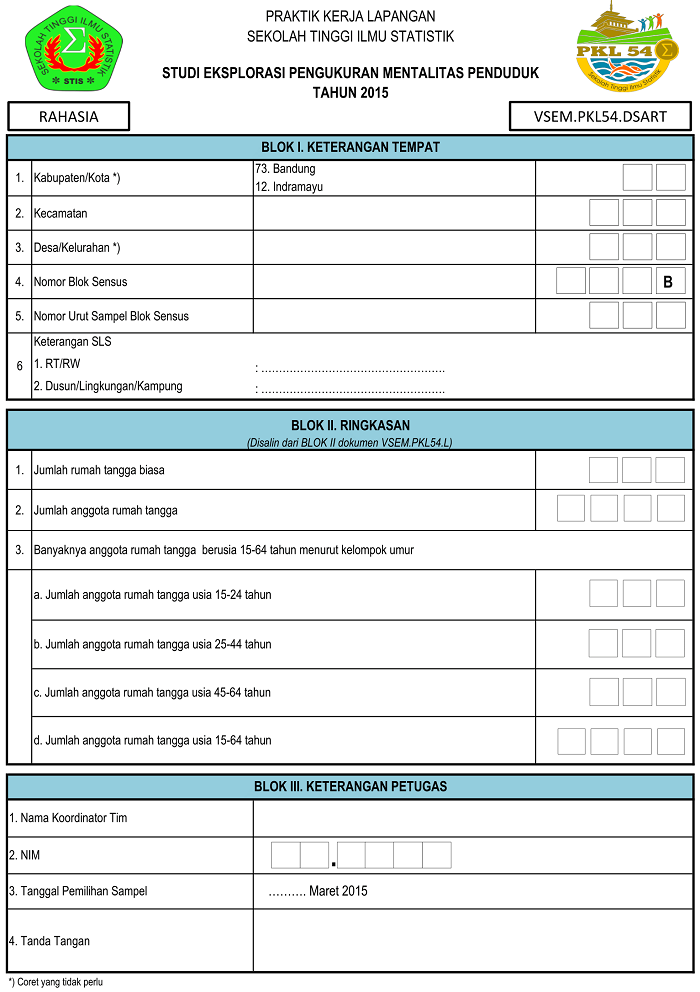 PRAKTIK KERJA LAPANGAN
SEKOLAH TINGGI ILMU STATISTIK
SEKOLAH TINGGI ILMU STATISTIK
STIS
PKL 54
Sekolah Tinggi Ilmu Statistik
STUDI EKSPLORASI PENGUKURAN MENTALITAS PENDUDUK
TAHUN 2015
RAHASIA
VSEM.PKL54.DSART
BLOK I. KETERANGAN TEMPAT
1. Kabupaten/Kota *) 73. Bandung
12. Indramayu
2. Kecamatan
3. Desa/Kelurahan *)
4. Nomor Blok Sensus B
5. Nomor Urut Sampel Blok Sensus
6 Keterangan SLS
1. RT/RW : ....................................................
2. Dusun/Lingkungan/Kampung : ....................................................
BLOK II. RINGKASAN
(Disalin dari BLOK II dokumen VSEM.PKL54.L)
1. Jumlah rumah tangga biasa
2. Jumlah anggota rumah tangga
3. Banyaknya anggota rumah tangga berusia 15-64 tahun menurut kelompok umur
a. Jumlah anggota rumah tangga usia 15-24 tahun
b. Jumlah anggota rumah tangga usia 25-44 tahun
c. Jumlah anggota rumah tangga usia 45-64 tahun
d. Jumlah anggota rumah tangga usia 15-64 tahun
BLOK III. KETERANGAN PETUGAS
1. Nama Koordinator Tim
2. NIM .
3. Tanggal Pemilihan Sampel .......... Maret 2015
4. Tanda Tangan
*) Coret yang tidak perlu